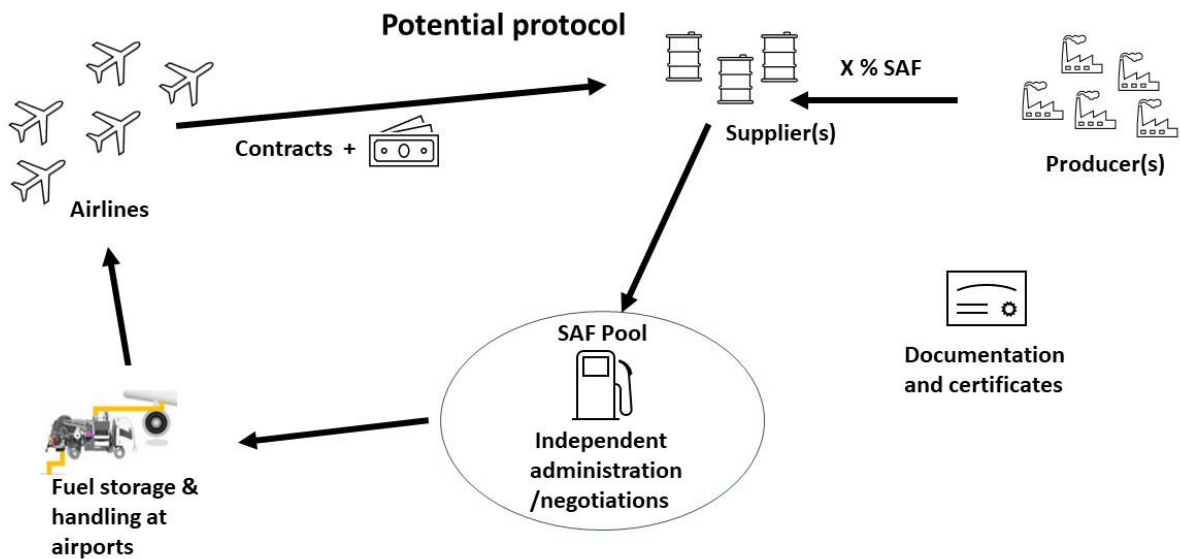 Potential protocol
X % SAF
Contracts +
Supplier(s)
Producer(s)
Airlines
SAF Pool
Independent
administration
/negotiations
Documentation
and certificates
Fuel storage &
handling at
airports